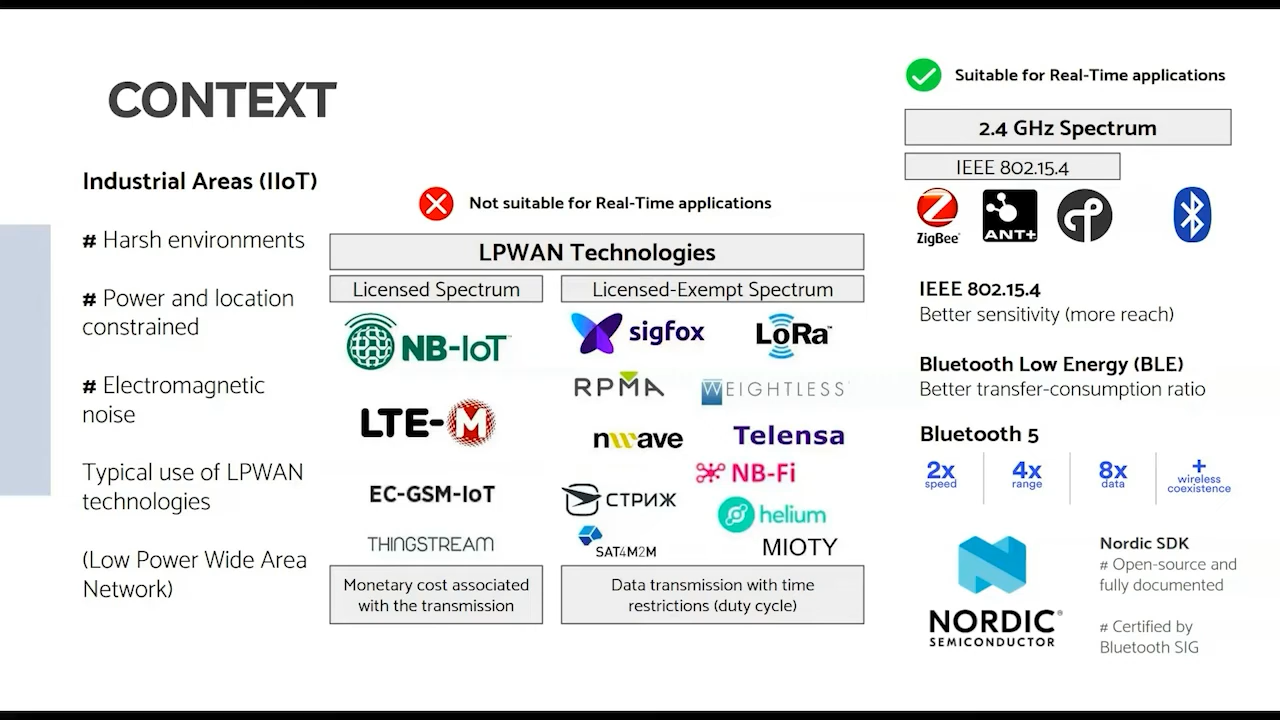 CONTEXT
Industrial Areas (IIoT)
# Harsh environments
# Power and location
constrained
# Electromagnetic
noise
Typical use of LPWAN
technologies
(Low Power Wide Area
Network)
Not suitable for Real-Time applications
LPWAN Technologies
Licensed Spectrum
NB-IoT
LTE-M
EC-GSM-IoT
THINGSTREAM
Monetary cost associated
with the transmission
Licensed-Exempt Spectrum
sigfox
LoRa™
RPMA
WEIGHTLESS
nwave
Telensa
NB-Fi
СТРИЖ
helium
SAT4M2M
MIOTY
Data transmission with time
restrictions (duty cycle)
Suitable for Real-Time applications
2.4 GHz Spectrum
IEEE 802.15.4
ZigBee®
ANT+
IEEE 802.15.4
Better sensitivity (more reach)
Bluetooth Low Energy (BLE)
Better transfer-consumption ratio
Bluetooth 5
2x
speed
4x
range
8x
data
+
wireless
coexistence
NORDIC®
SEMICONDUCTOR
Nordic SDK
# Open-source and
fully documented
# Certified by
Bluetooth SIG